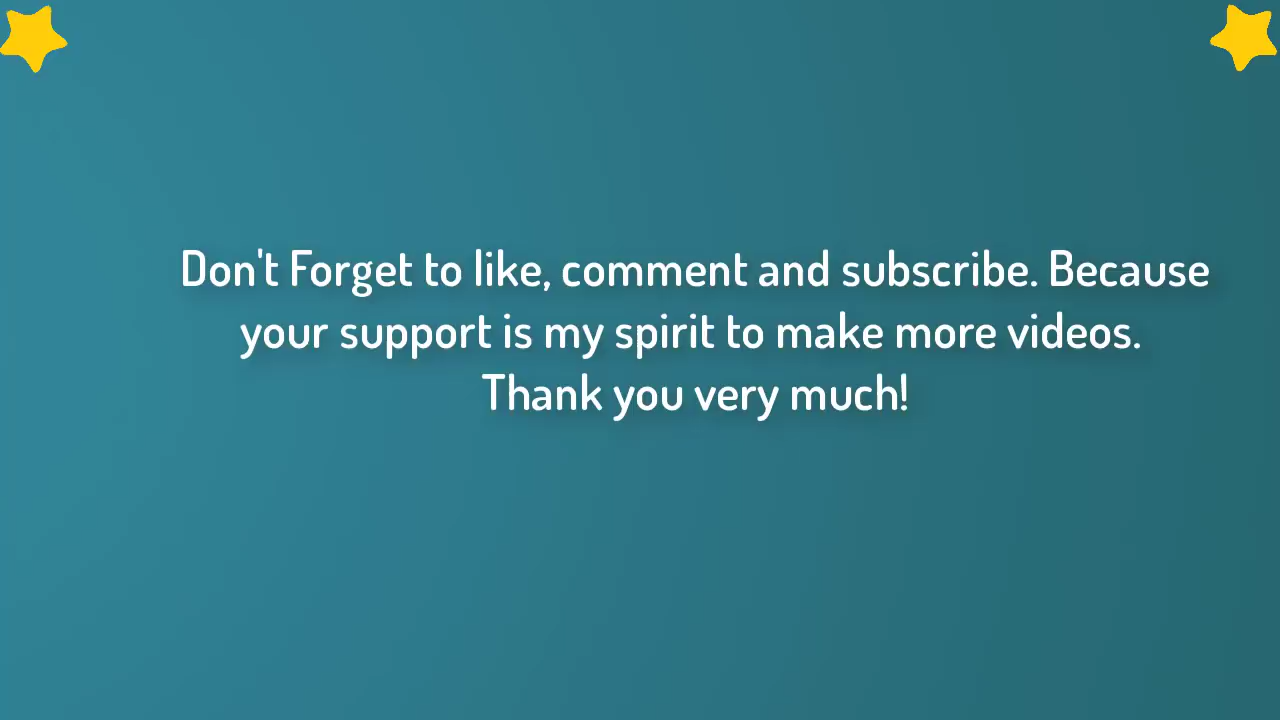 Don't Forget to like, comment and subscribe. Because
your support is my spirit to make more videos.
Thank you very much!